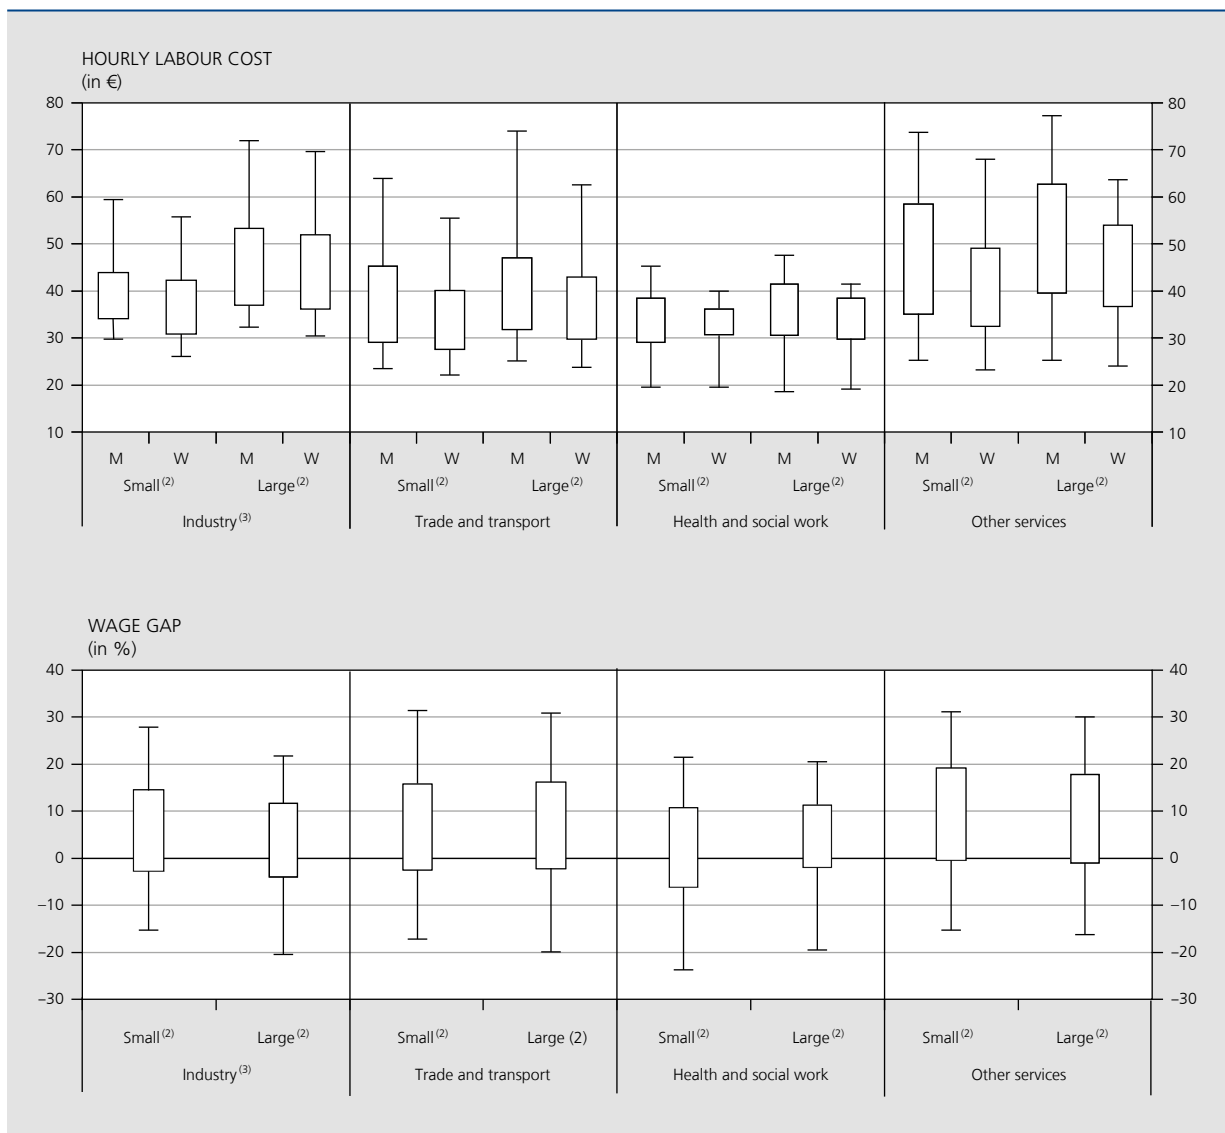 HOURLY LABOUR COST
(in €)
80 80
70 70
60 60
50 50
40 40
30 30
20 20
10 10
M W M W M W M W M W M W M W M W
Small(2) Large(2) Small(2) Large(2) Small(2) Large(2) Small(2) Large(2)
Industry(3) Trade and transport Health and social work Other services
WAGE GAP
(in %)
40 40
30 30
20 20
10 10
0 0
–10 –10
–20 –20
–30 –30
Small(2) Large(2) Small(2) Large (2) Small(2) Large(2) Small(2) Large(2)
Industry(3) Trade and transport Health and social work Other services